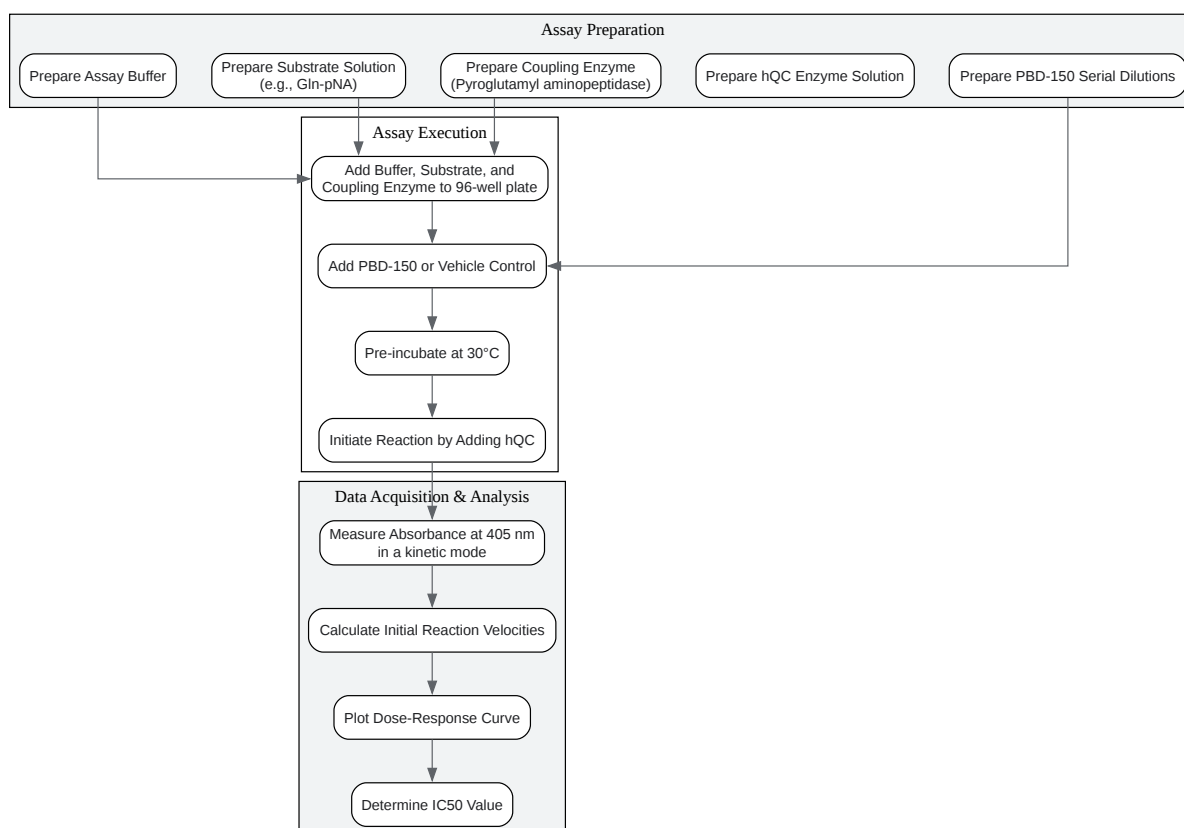 Assay Preparation
Prepare Assay Buffer
Prepare Substrate Solution
(e.g., Gln-pNA)
Prepare Coupling Enzyme
(Pyroglutamyl aminopeptidase)
Prepare hQC Enzyme Solution
Prepare PBD-150 Serial Dilutions
Assay Execution
Add Buffer, Substrate, and
Coupling Enzyme to 96-well plate
Add PBD-150 or Vehicle Control
Pre-incubate at 30°C
Initiate Reaction by Adding hQC
Data Acquisition & Analysis
Measure Absorbance at 405 nm
in a kinetic mode
Calculate Initial Reaction Velocities
Plot Dose-Response Curve
Determine IC50 Value